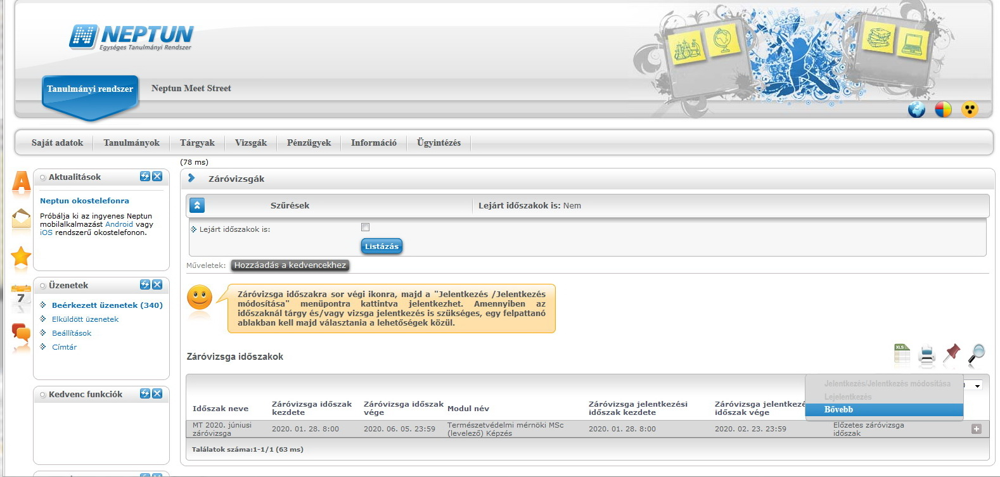 NEPTUN
Egységes Tanulmányi Rendszer
Tanulmányi rendszer
Neptun Meet Street
Saját adatok
Tanulmányok
Tárgyak
Vizsgák
Pénzügyek
Információ
Ügyintézés
(78 ms)
Aktualitások
Neptun okostelefonra
Próbálja ki az ingyenes Neptun
mobilalkalmazást Android vagy
iOS rendszerű okostelefonon.
7
Üzenetek
Beérkezett üzenetek (340)
Elküldött üzenetek
Beállítások
Címtár
Kedvenc funkciók
Záróvizsgák
Szűrések
Lejárt időszakok is: Nem
Lejárt időszakok is:
Listázás
Műveletek: Hozzáadás a kedvencekhez
Záróvizsga időszakra sor végi ikonra, majd a "Jelentkezés /Jelentkezés
módosítása" menüpontra kattintva jelentkezhet. Amennyiben az
időszaknál tárgy és/vagy vizsga jelentkezés is szükséges, egy felpattanó
ablakban kell majd választania a lehetőségek közül.
Záróvizsga időszakok
XLS
Jelentkezés/Jelentkezés módosítása
Lejelentkezés
Bővebb
Időszak neve
Záróvizsga időszak
kezdete
Záróvizsga időszak
vége
Modul név
Záróvizsga jelentkezési
időszak kezdete
Záróvizsga jelentkezé
időszak vége
MT 2020. júniusi
záróvizsga
2020. 01. 28. 8:00
2020. 06. 05. 23:59
Természetvédelmi mérnöki MSc
(levelező) Képzés
2020. 01. 28. 8:00
2020. 02. 23. 23:59
Előzetes záróvizsga
időszak
Találatok száma:1-1/1 (63 ms)